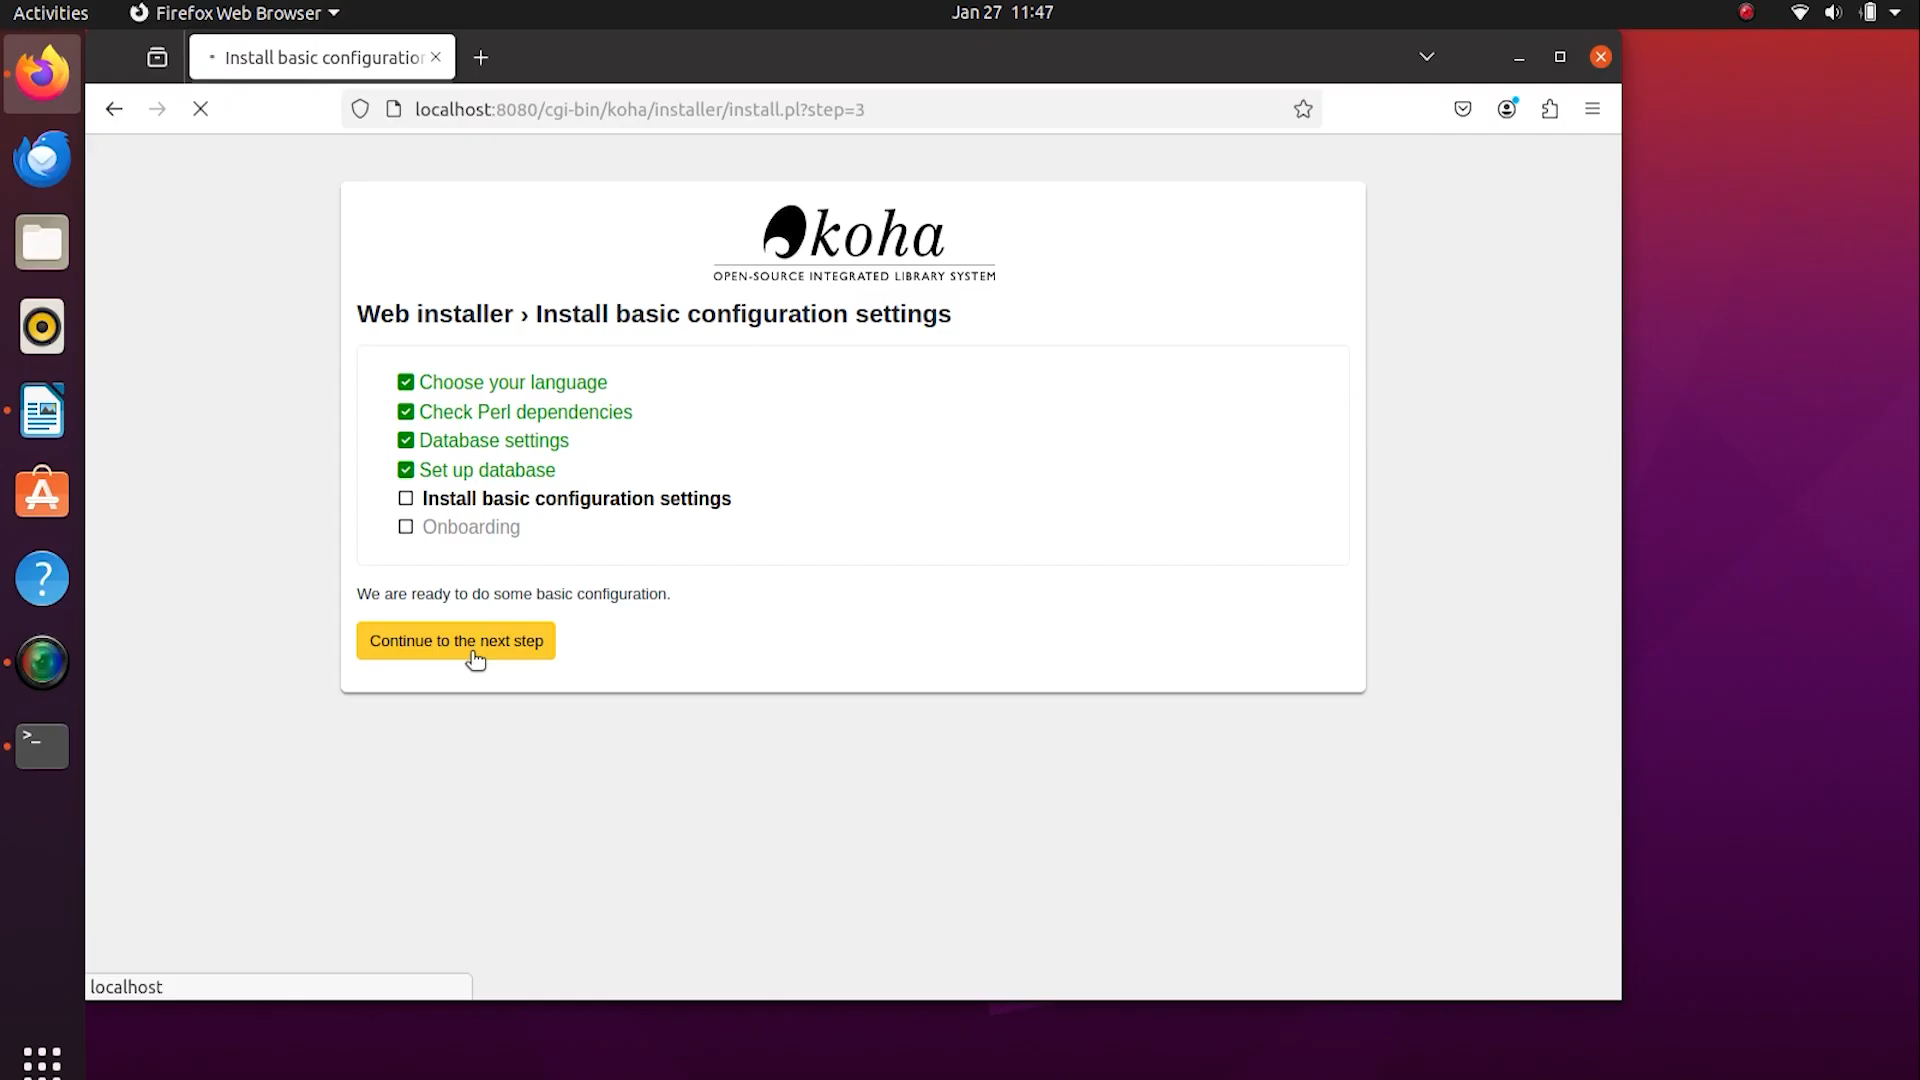 Activities
Firefox Web Browser
Jan 27 11:47
Install basic configuration
localhost:8080/cgi-bin/koha/installer/install.pl?step=3
koha
OPEN-SOURCE INTEGRATED LIBRARY SYSTEM
Web installer › Install basic configuration settings
Choose your language
Check Perl dependencies
Database settings
Set up database
Install basic configuration settings
Onboarding
We are ready to do some basic configuration.
Continue to the next step
localhost